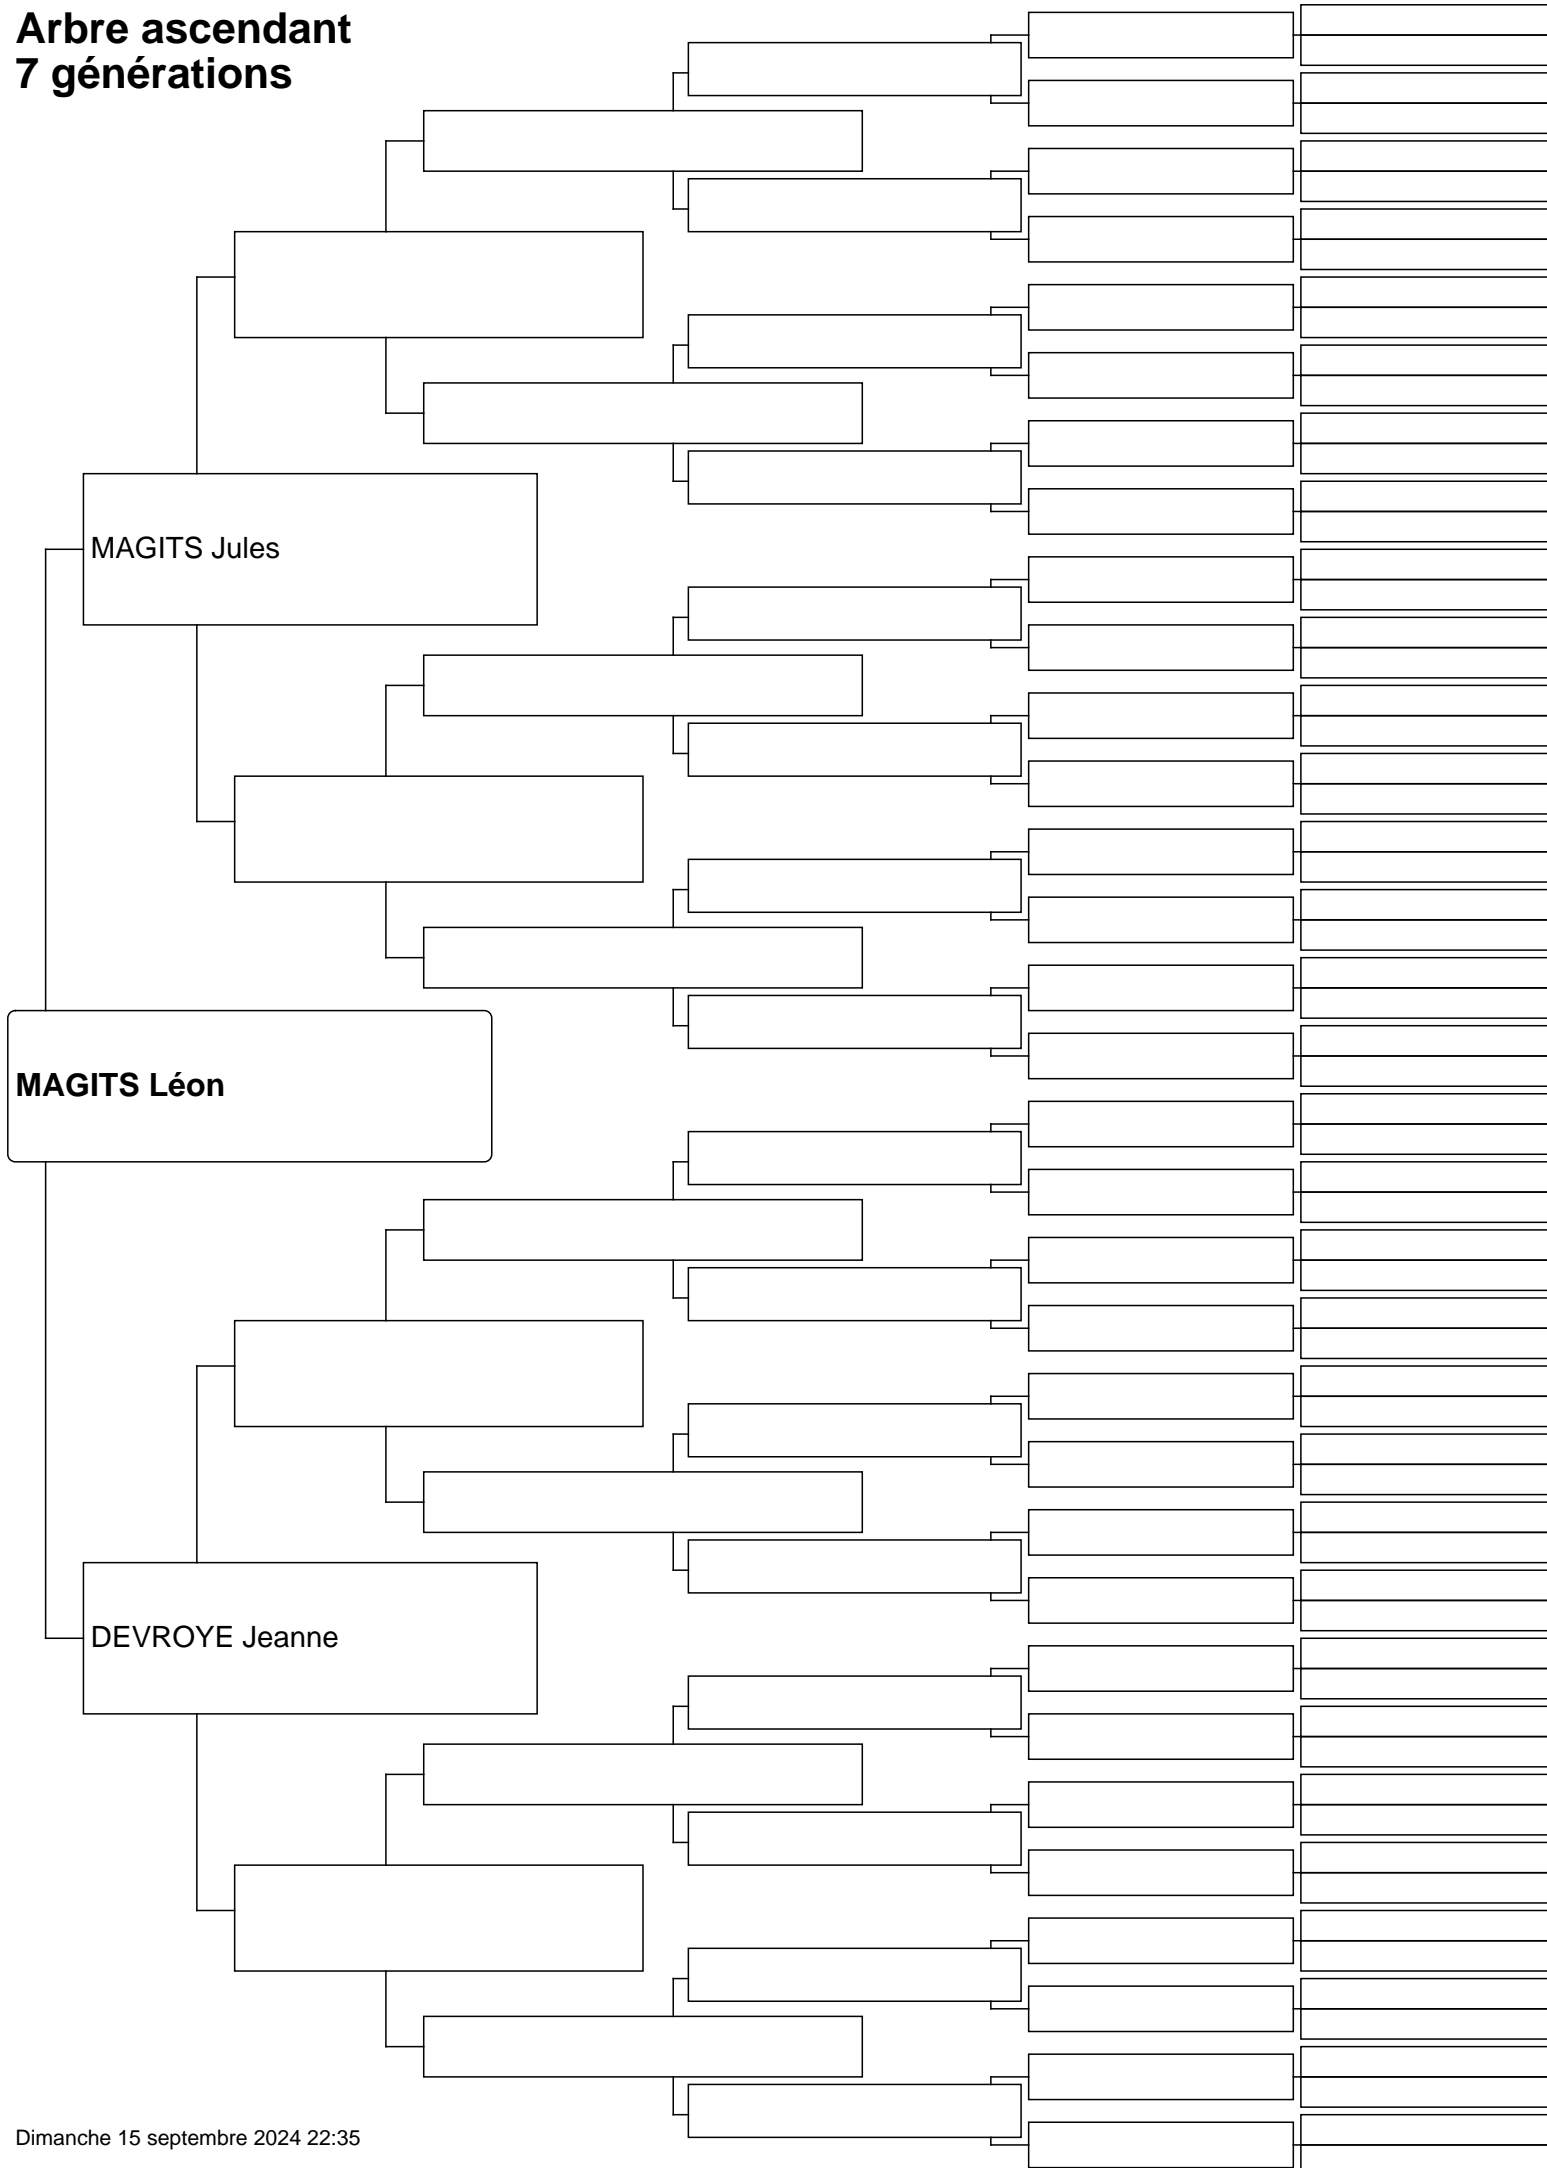 Arbre ascendant
7 générations
MAGITS Jules
MAGITS Léon
DEVROYE Jeanne
Dimanche 15 septembre 2024 22:35